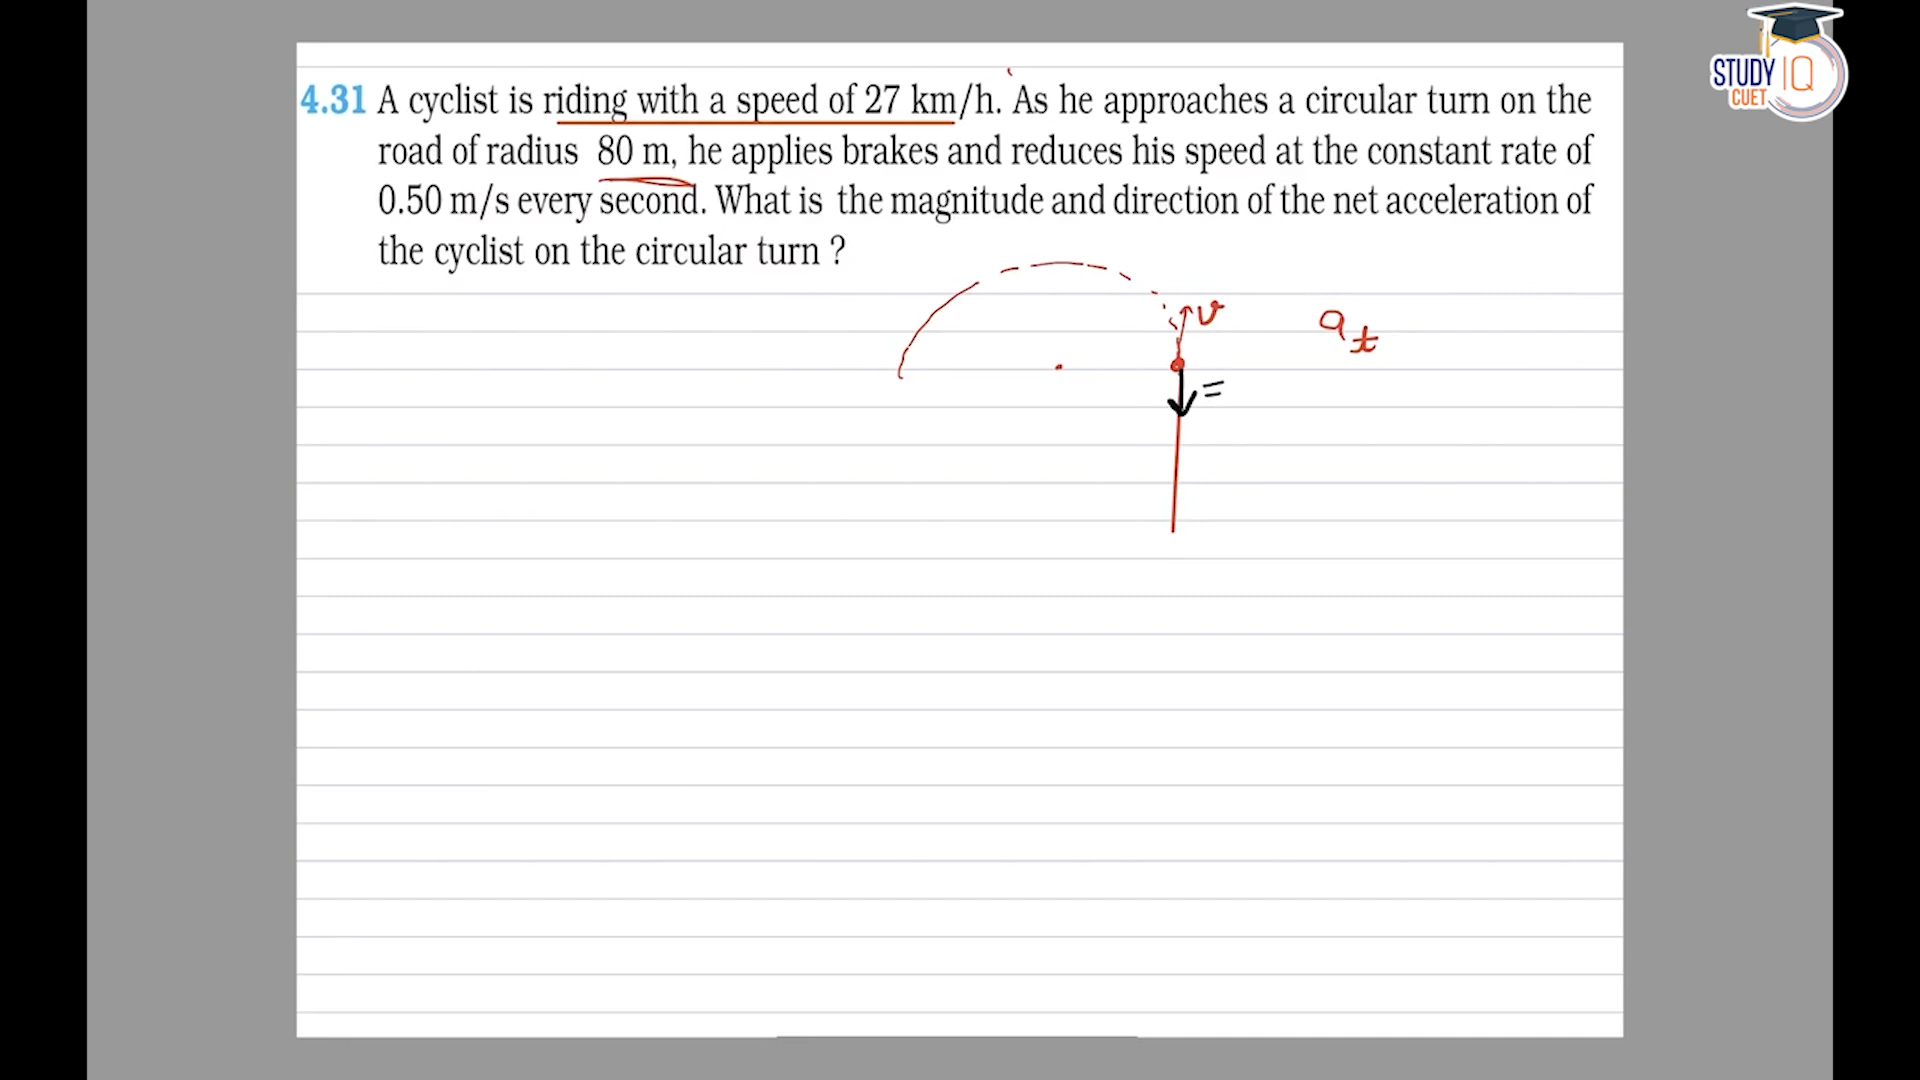 STUDY IQ
CUET
4.31 A cyclist is riding with a speed of 27 km/h. As he approaches a circular turn on the
road of radius 80 m, he applies brakes and reduces his speed at the constant rate of
0.50 m/s every second. What is the magnitude and direction of the net acceleration of
the cyclist on the circular turn ?
v
a_t
=